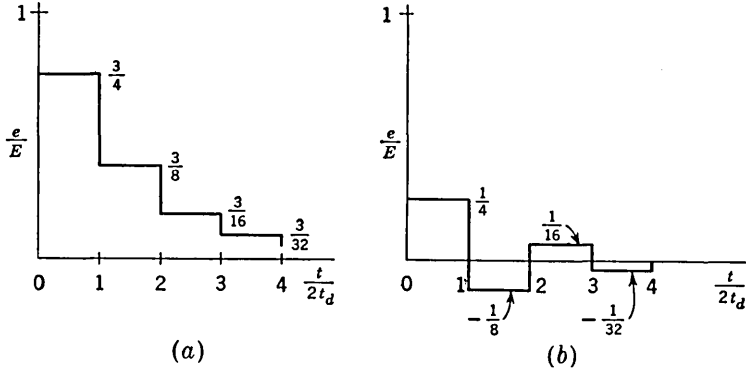 1
3/4
e/E
3/8
3/16
3/32
0 1 2 3 4 t/2t_d
(a)
1
e/E
1/4
1/16
0 1 2 3 4 t/2t_d
-1/8
-1/32
(b)